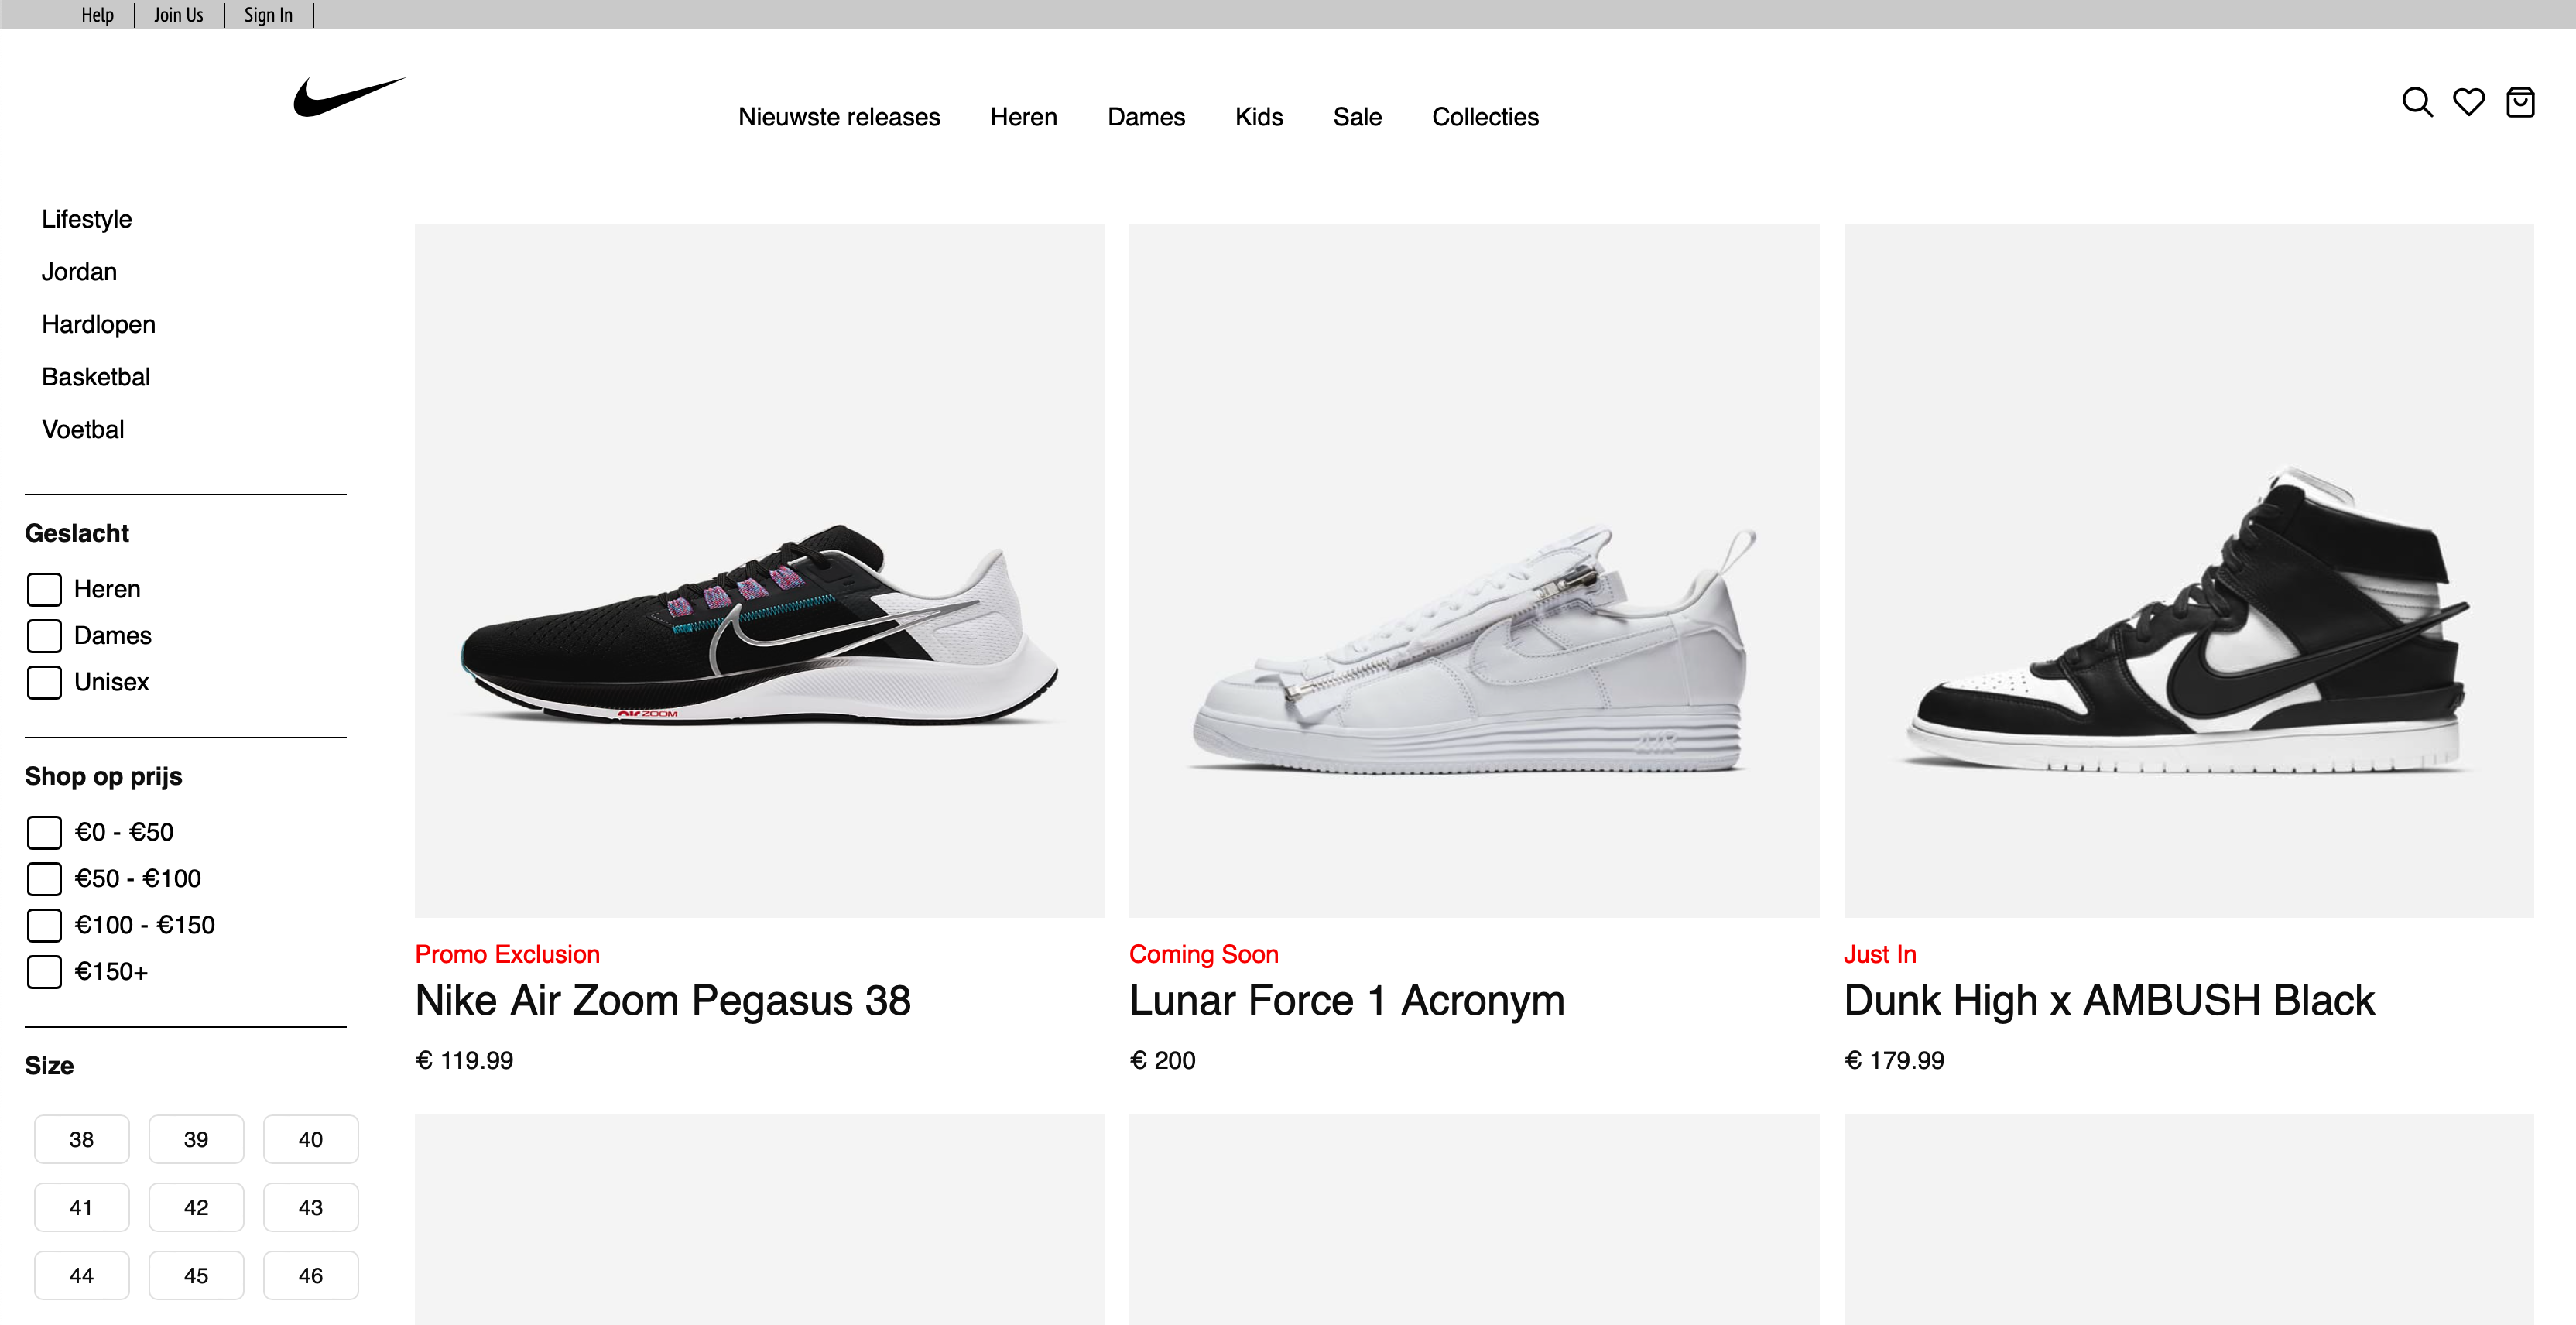 Help
Join Us
Sign In
Nieuwste releases
Heren
Dames
Kids
Sale
Collecties
Lifestyle
Jordan
Hardlopen
Basketbal
Voetbal
Geslacht
Heren
Dames
Unisex
Shop op prijs
€0 - €50
€50 - €100
€100 - €150
€150+
Size
38 39 40
41 42 43
44 45 46
air ZOOM
Promo Exclusion
Nike Air Zoom Pegasus 38
€ 119.99
AIR
Coming Soon
Lunar Force 1 Acronym
€ 200
Just In
Dunk High x AMBUSH Black
€ 179.99